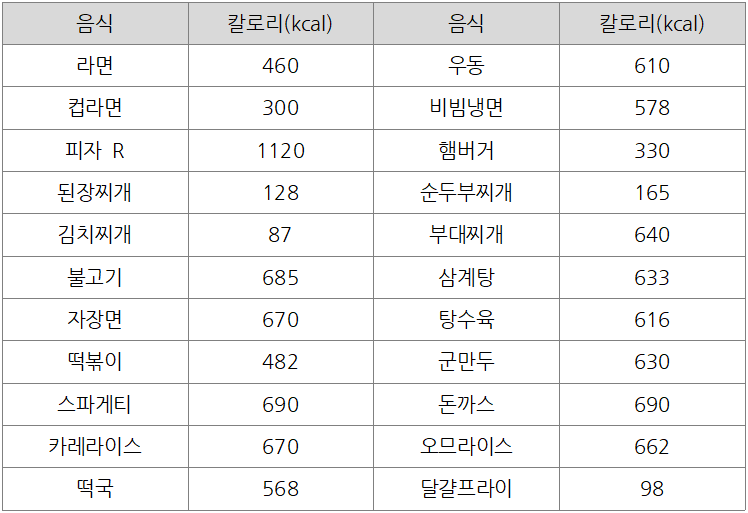 음식 칼로리(kcal) 음식 칼로리(kcal)
라면 460 우동 610
컵라면 300 비빔냉면 578
피자 R 1120 햄버거 330
된장찌개 128 순두부찌개 165
김치찌개 87 부대찌개 640
불고기 685 삼계탕 633
자장면 670 탕수육 616
떡볶이 482 군만두 630
스파게티 690 돈까스 690
카레라이스 670 오므라이스 662
떡국 568 달걀프라이 98